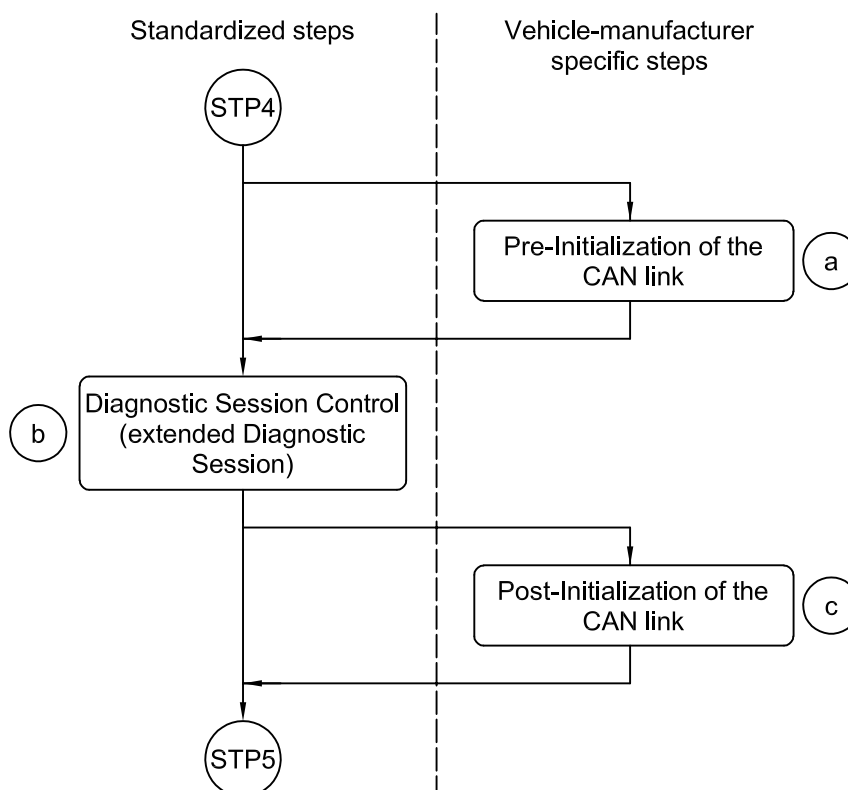 Standardized steps
Vehicle-manufacturer
specific steps
STP4
Pre-Initialization of the
CAN link
a
Diagnostic Session Control
(extended Diagnostic
Session)
b
Post-Initialization of the
CAN link
c
STP5